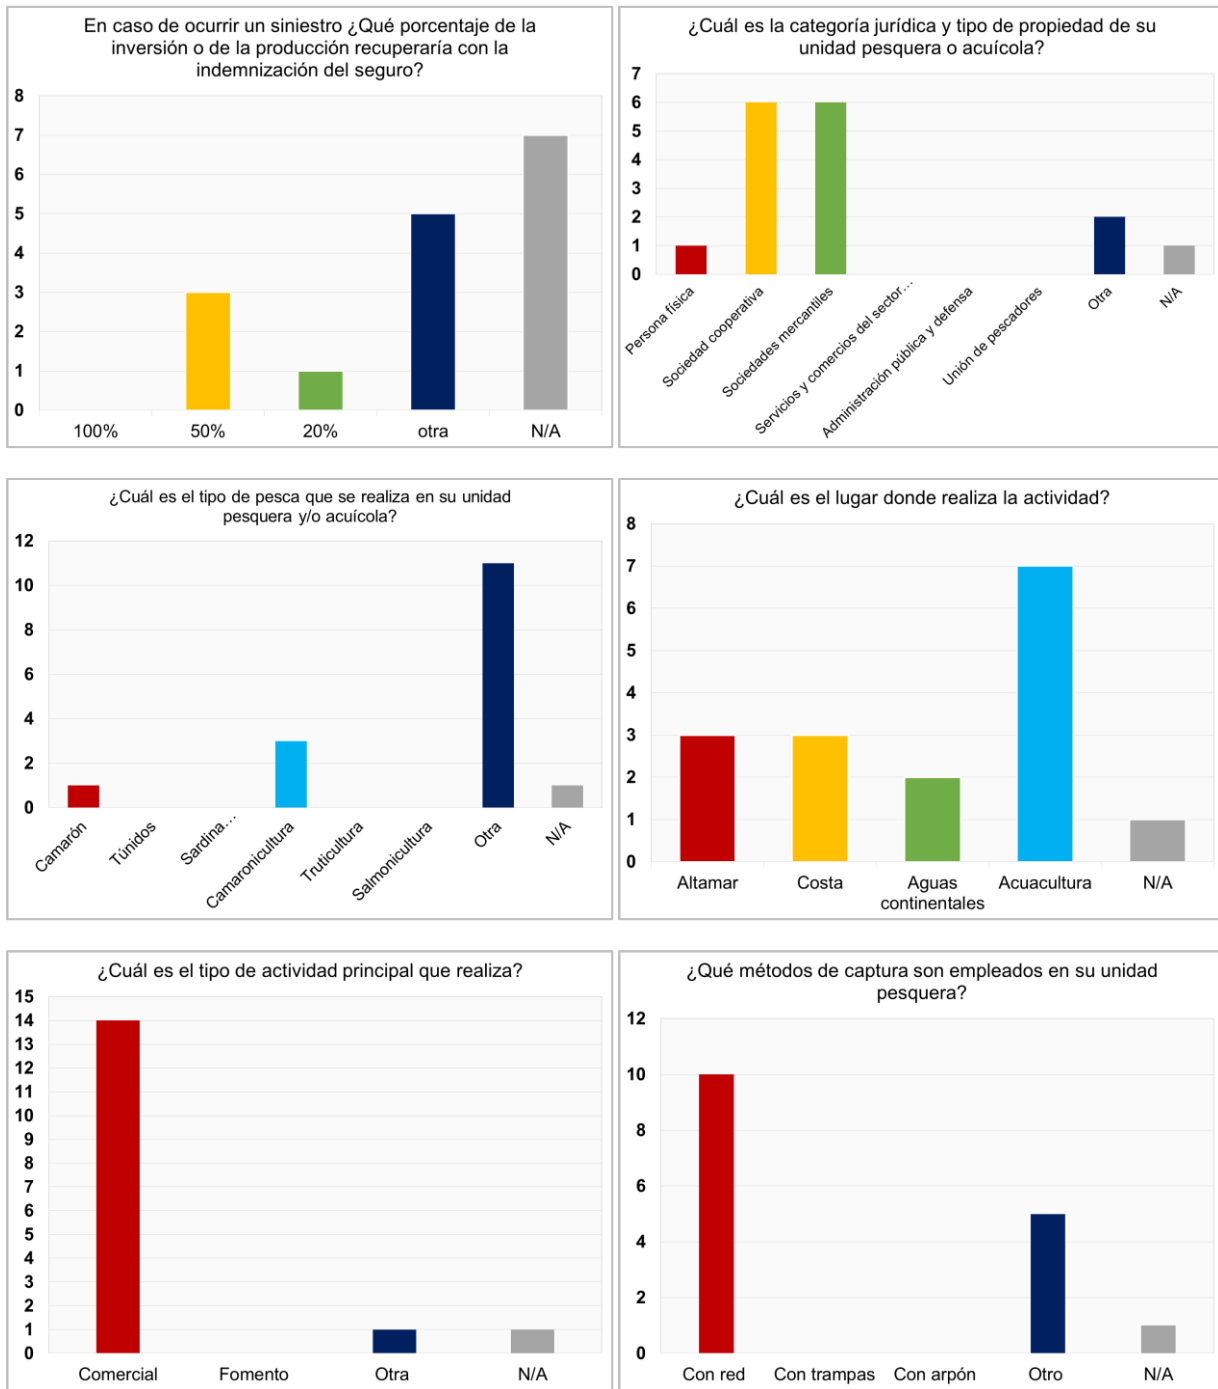 En caso de ocurrir un siniestro ¿Qué porcentaje de la
inversión o de la producción recuperaría con la
indemnización del seguro?
8
7
6
5
4
3
2
1
0
100% 50% 20% otra N/A
¿Cuál es la categoría jurídica y tipo de propiedad de su
unidad pesquera o acuícola?
7
6
5
4
3
2
1
0
Persona física
Sociedad cooperativa
Sociedades mercantiles
Servicios y comercios del sector...
Administración pública y defensa
Unión de pescadores
Otra
N/A
¿Cuál es el tipo de pesca que se realiza en su unidad
pesquera y/o acuícola?
12
10
8
6
4
2
0
Camarón
Túnidos
Sardina...
Camaronicultura
Truticultura
Salmonicultura
Otra
N/A
¿Cuál es el lugar donde realiza la actividad?
8
7
6
5
4
3
2
1
0
Altamar Costa Aguas Acuacultura N/A
continentales
¿Cuál es el tipo de actividad principal que realiza?
15
14
13
12
11
10
9
8
7
6
5
4
3
2
1
0
Comercial Fomento Otra N/A
¿Qué métodos de captura son empleados en su unidad
pesquera?
12
10
8
6
4
2
0
Con red Con trampas Con arpón Otro N/A